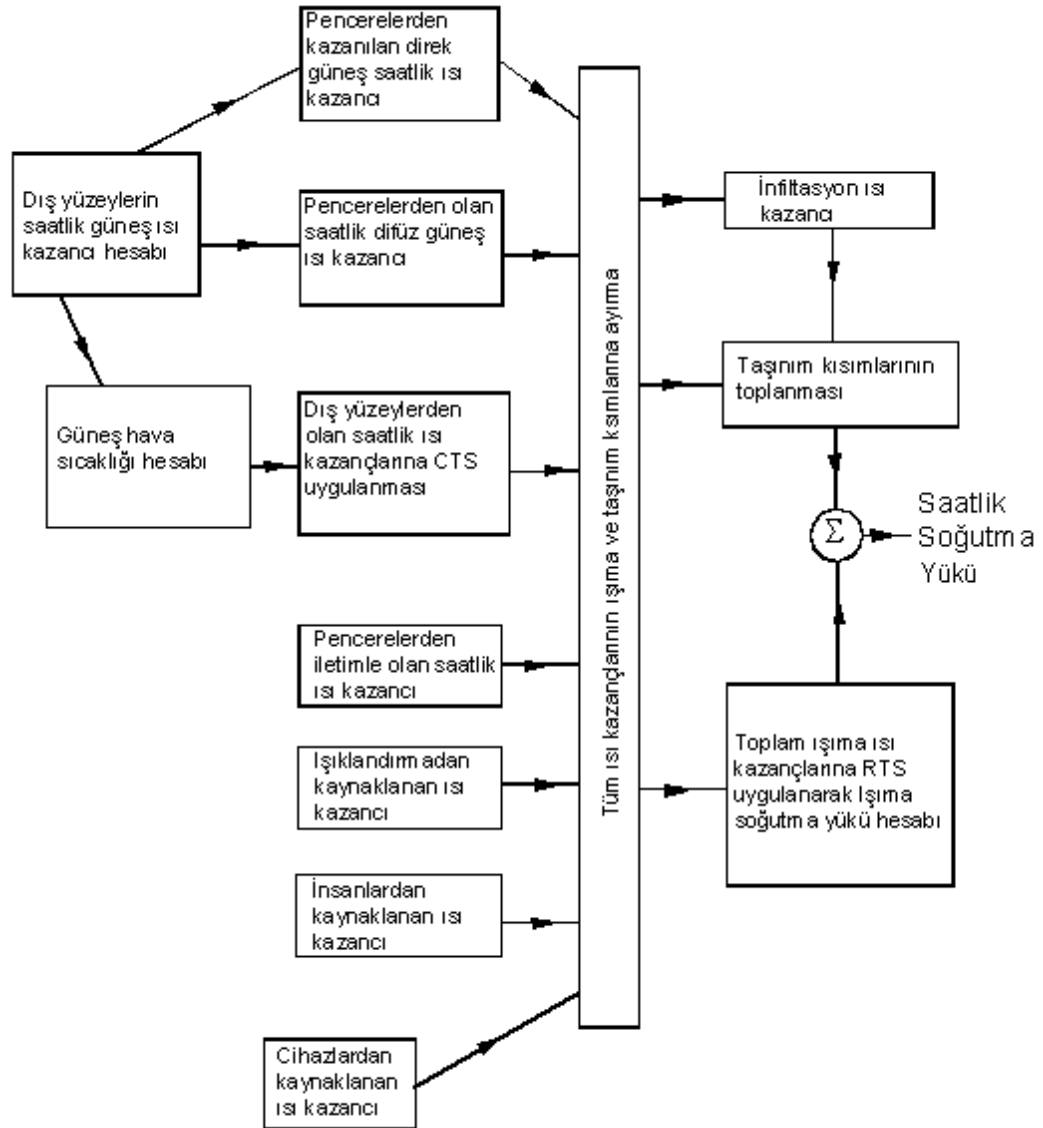 Pencerelerden
kazanılan direk
güneş saatlik ısı
kazancı
Dış yüzeylerin
saatlik güneş ısı
kazancı hesabı
Pencerelerden olan
saatlik difüz güneş
ısı kazancı
Güneş hava
sıcaklığı hesabı
Dış yüzeylerden
olan saatlik ısı
kazançlarına CTS
uygulanması
Pencerelerden
iletimle olan saatlik
ısı kazancı
Işıklandırmadan
kaynaklanan ısı
kazancı
İnsanlardan
kaynaklanan ısı
kazancı
Cihazlardan
kaynaklanan
ısı kazancı
Tüm ısı kazançlarının ışıma ve taşınım kısımlarına ayırma
İnfiltasyon ısı
kazancı
Taşınım kısımlarının
toplanması
Σ
Saatlik
Soğutma
Yükü
Toplam ışıma ısı
kazançlarına RTS
uygulanarak Işıma
soğutma yükü hesabı